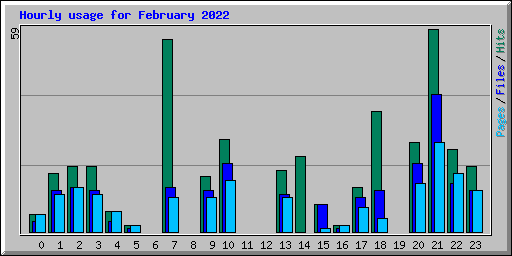 Hourly usage for February 2022
59
Pages / Files / Hits
0 1 2 3 4 5 6 7 8 9 10 11 12 13 14 15 16 17 18 19 20 21 22 23